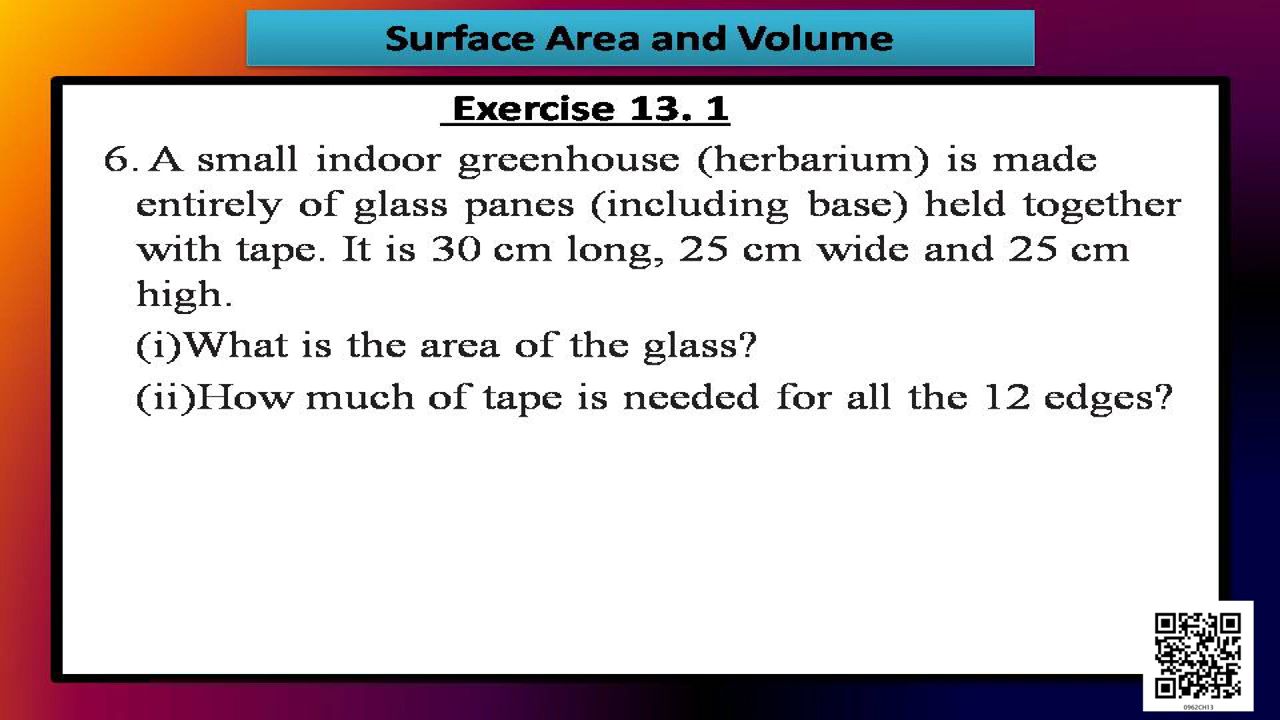 Surface Area and Volume
Exercise 13. 1
6. A small indoor greenhouse (herbarium) is made
entirely of glass panes (including base) held together
with tape. It is 30 cm long, 25 cm wide and 25 cm
high.
(i)What is the area of the glass?
(ii)How much of tape is needed for all the 12 edges?
0962CH13